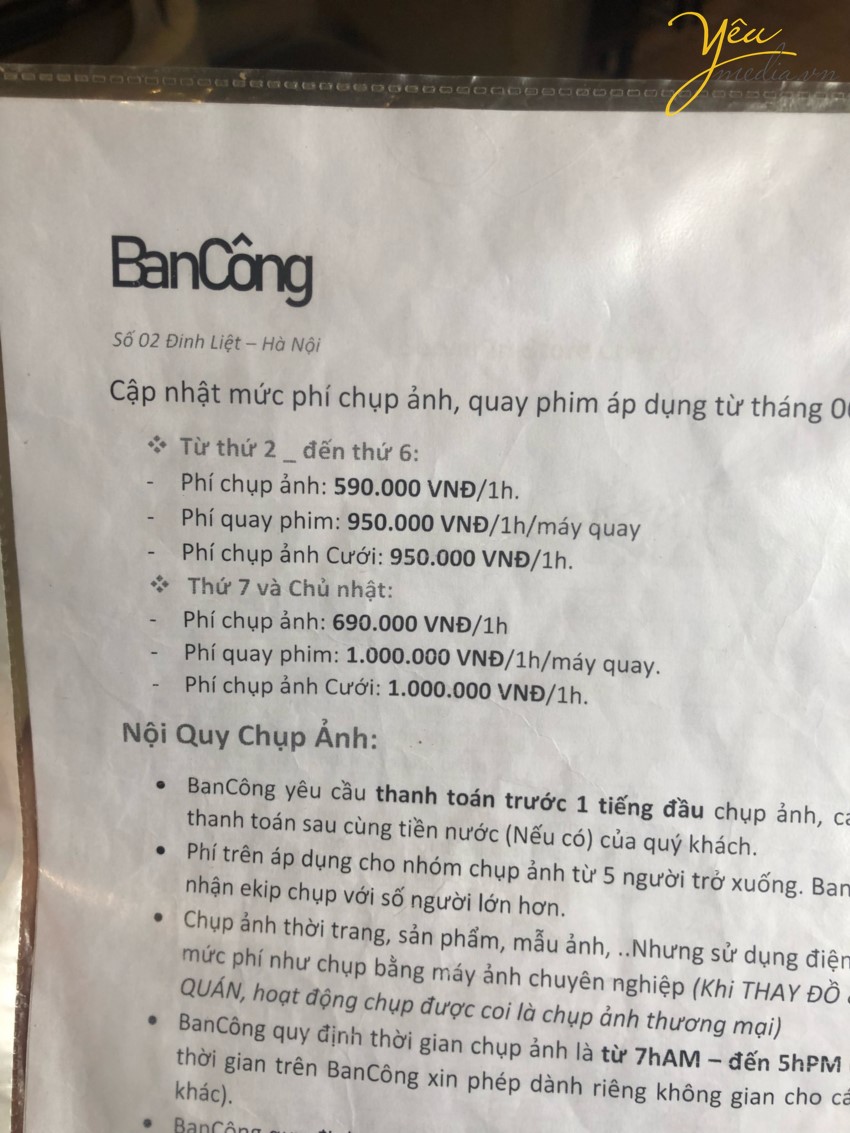 Yêu
media.vn
BanCông
Số 02 Đinh Liệt – Hà Nội
Cập nhật mức phí chụp ảnh, quay phim áp dụng từ tháng
❖ Từ thứ 2 _ đến thứ 6:
- Phí chụp ảnh: 590.000 VNĐ/1h.
- Phí quay phim: 950.000 VNĐ/1h/máy quay
- Phí chụp ảnh Cưới: 950.000 VNĐ/1h.
❖ Thứ 7 và Chủ nhật:
- Phí chụp ảnh: 690.000 VNĐ/1h
- Phí quay phim: 1.000.000 VNĐ/1h/máy quay.
- Phí chụp ảnh Cưới: 1.000.000 VNĐ/1h.
Nội Quy Chụp Ảnh:
• BanCông yêu cầu thanh toán trước 1 tiếng đầu chụp ảnh,
thanh toán sau cùng tiền nước (Nếu có) của quý khách.
• Phí trên áp dụng cho nhóm chụp ảnh từ 5 người trở xuống. Ban
nhận ekip chụp với số người lớn hơn.
• Chụp ảnh thời trang, sản phẩm, mẫu ảnh, ..Nhưng sử dụng điện
mức phí như chụp bằng máy ảnh chuyên nghiệp (Khi THAY ĐỒ
QUÁN, hoạt động chụp được coi là chụp ảnh thương mại)
• BanCông quy định thời gian chụp ảnh là từ 7hAM – đến 5hPM
thời gian trên BanCông xin phép dành riêng không gian cho
khác).
• BanCông